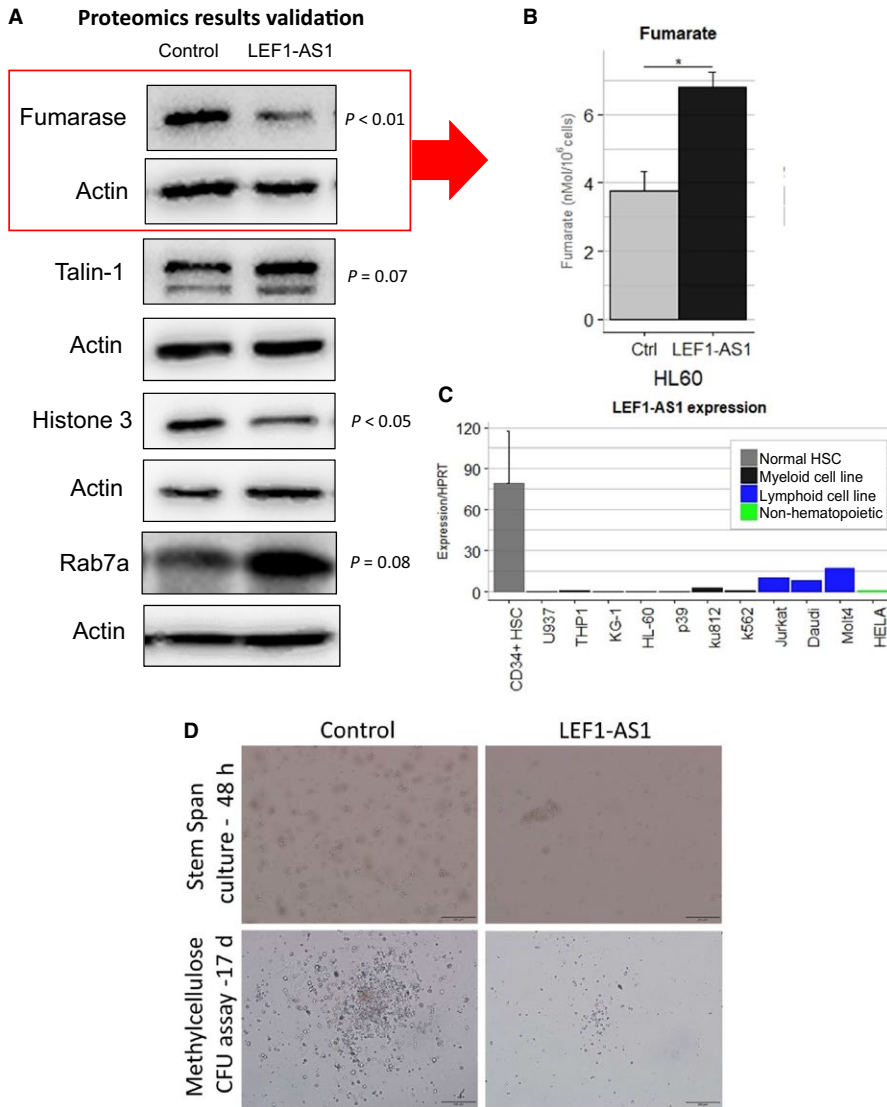 A
Proteomics results validation
Control LEF1-AS1
Fumarase
P < 0.01
Actin
Talin-1
P = 0.07
Actin
Histone 3
P < 0.05
Actin
Rab7a
P = 0.08
Actin
B
Fumarate
*
Fumarate (nMol/10⁶ cells)
6
4
2
0
Ctrl LEF1-AS1
HL60
C
LEF1-AS1 expression
Expression/HPRT
120
90
60
30
0
Normal HSC
Myeloid cell line
Lymphoid cell line
Non-hematopoietic
CD34+ HSC
U937
THP1
KG-1
HL-60
p39
ku812
k562
Jurkat
Daudi
Molt4
HELA
D
Control LEF1-AS1
Stem Span
culture - 48 h
Methylcellulose
CFU assay -17 d